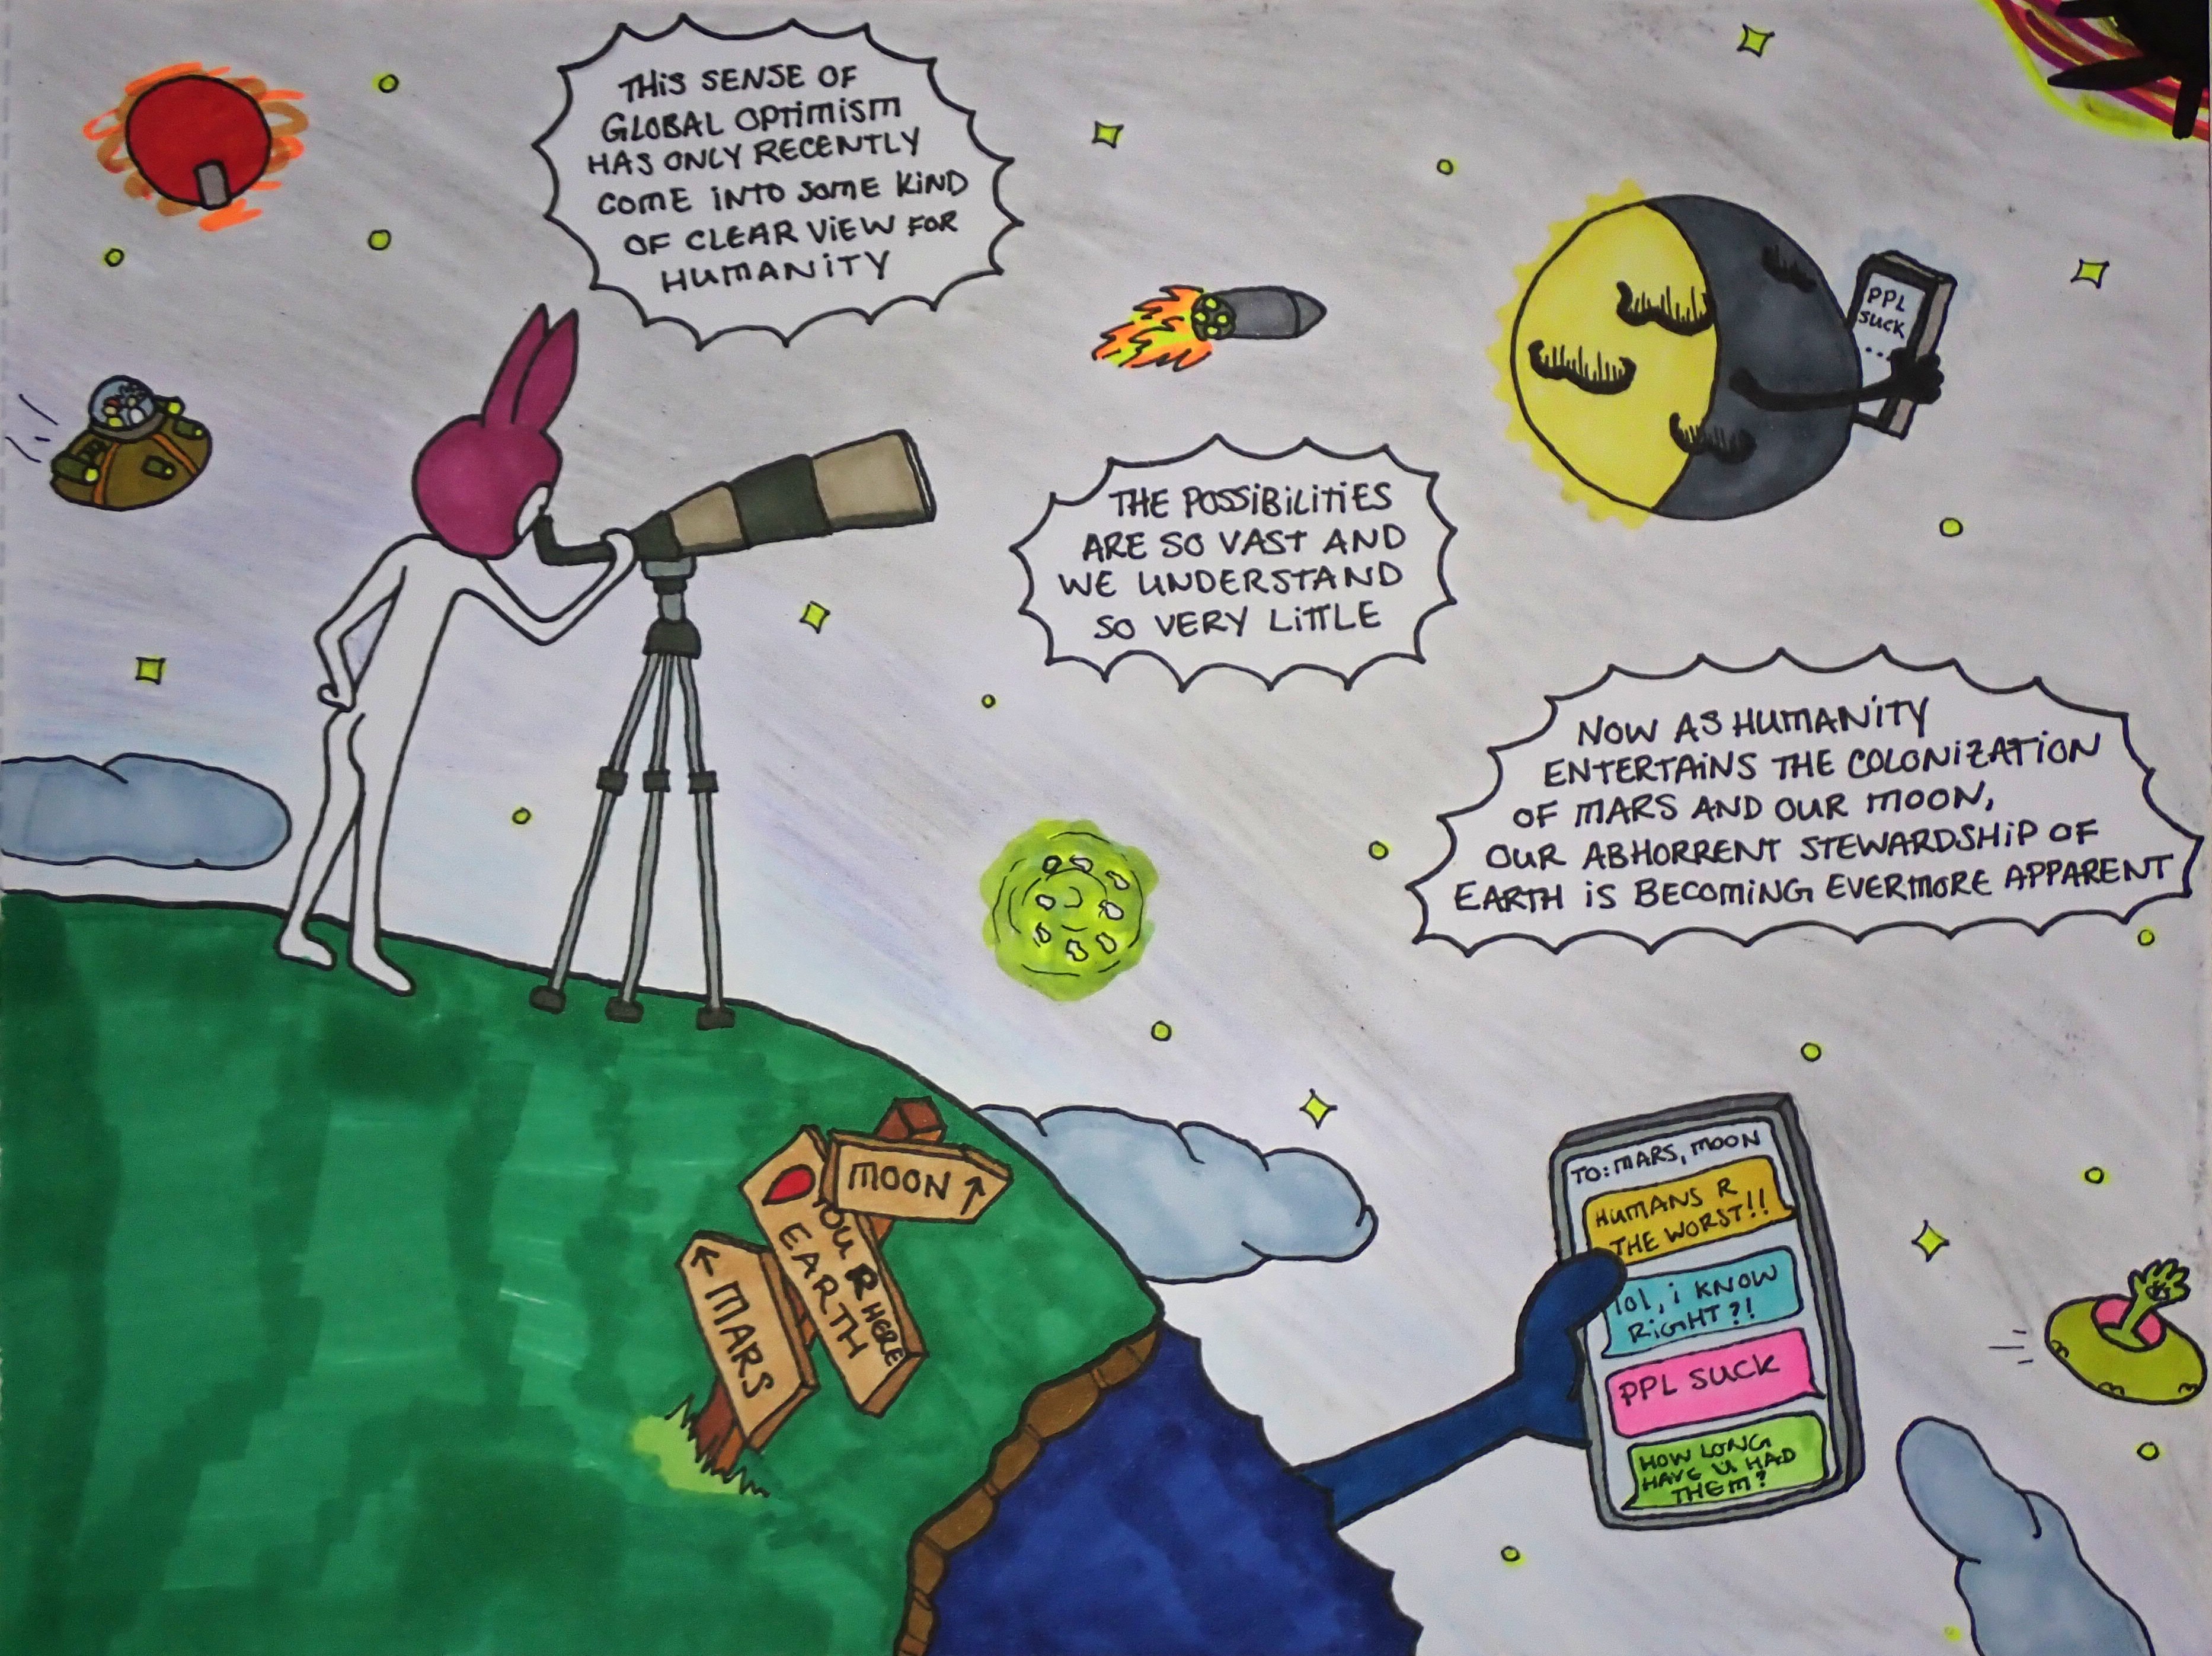 THIS SENSE OF
GLOBAL OPTIMISM
HAS ONLY RECENTLY
COME INTO SOME KIND
OF CLEAR VIEW FOR
HUMANITY
PPL
SUCK
...
THE POSSIBILITIES
ARE SO VAST AND
WE UNDERSTAND
SO VERY LITTLE
NOW AS HUMANITY
ENTERTAINS THE COLONIZATION
OF MARS AND OUR MOON,
OUR ABHORRENT STEWARDSHIP OF
EARTH IS BECOMING EVERMORE APPARENT
MOON ↑
YOU R HERE
EARTH
↑ MARS
TO: MARS, MOON
HUMANS R
THE WORST!!
lol, i KNOW
RIGHT?!
PPL SUCK
HOW LONG
HAVE U HAD
THEM?